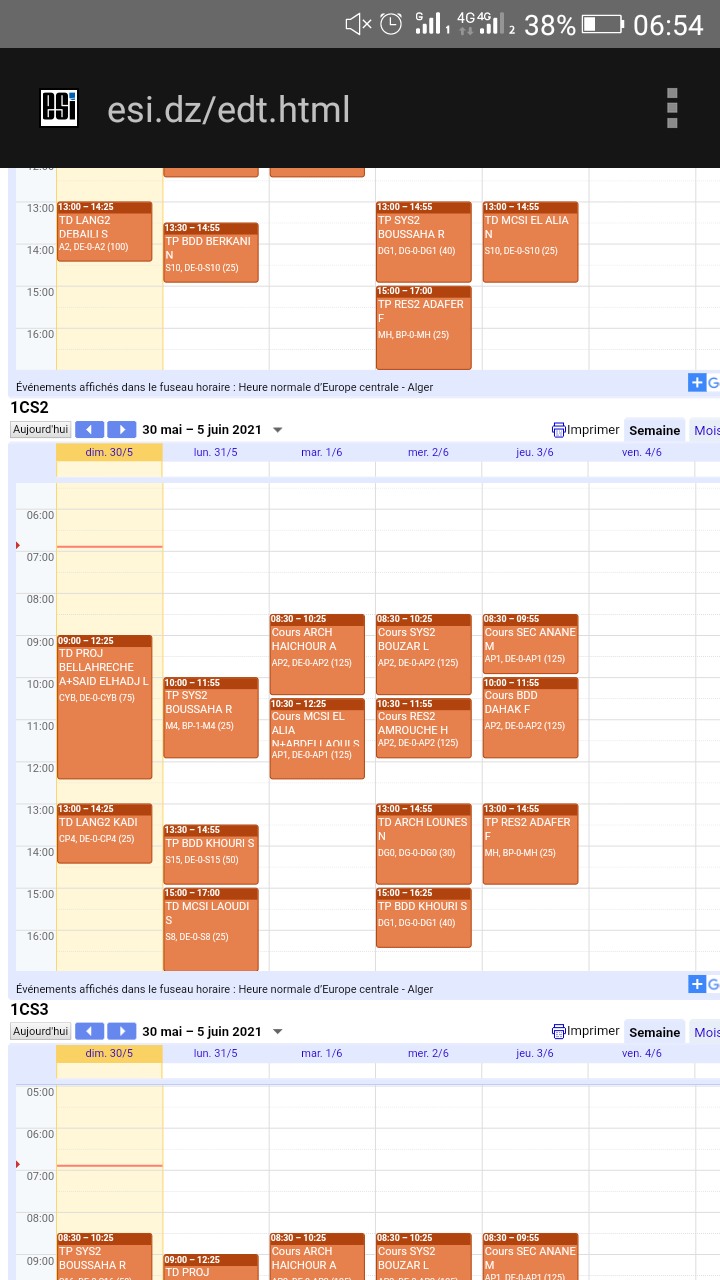 G 1 4G 4G 2 38% 06:54
esi esi.dz/edt.html
12:00
13:00
14:00
15:00
16:00
13:00 – 14:25
TD LANG2
DEBAILI S
A2, DE-0-A2 (100)
13:30 – 14:55
TP BDD BERKANI
N
S10, DE-0-S10 (25)
13:00 – 14:55
TP SYS2
BOUSSAHA R
DG1, DG-0-DG1 (40)
15:00 – 17:00
TP RES2 ADAFER
F
MH, BP-0-MH (25)
13:00 – 14:55
TD MCSI EL ALIA
N
S10, DE-0-S10 (25)
Événements affichés dans le fuseau horaire : Heure normale d'Europe centrale - Alger
G
1CS2
Aujourd'hui 30 mai – 5 juin 2021 Imprimer Semaine Mois
dim. 30/5 lun. 31/5 mar. 1/6 mer. 2/6 jeu. 3/6 ven. 4/6
06:00
07:00
08:00
09:00
10:00
11:00
12:00
13:00
14:00
15:00
16:00
09:00 – 12:25
TD PROJ
BELLAHRECHE
A+SAID ELHADJ L
CYB, DE-0-CYB (75)
13:00 – 14:25
TD LANG2 KADI
CP4, DE-0-CP4 (25)
10:00 – 11:55
TP SYS2
BOUSSAHA R
M4, BP-1-M4 (25)
13:30 – 14:55
TP BDD KHOURI S
S15, DE-0-S15 (50)
15:00 – 17:00
TD MCSI LAOUDI
S
S8, DE-0-S8 (25)
08:30 – 10:25
Cours ARCH
HAICHOUR A
AP2, DE-0-AP2 (125)
10:30 – 12:25
Cours MCSI EL
ALIA
N+ABDELLAOUI S
AP1, DE-0-AP1 (125)
08:30 – 10:25
Cours SYS2
BOUZAR L
AP2, DE-0-AP2 (125)
10:30 – 11:55
Cours RES2
AMROUCHE H
AP2, DE-0-AP2 (125)
13:00 – 14:55
TD ARCH LOUNES
N
DG0, DG-0-DG0 (30)
15:00 – 16:25
TP BDD KHOURI S
DG1, DG-0-DG1 (40)
08:30 – 09:55
Cours SEC ANANE
M
AP1, DE-0-AP1 (125)
10:00 – 11:55
Cours BDD
DAHAK F
AP2, DE-0-AP2 (125)
13:00 – 14:55
TP RES2 ADAFER
F
MH, BP-0-MH (25)
Événements affichés dans le fuseau horaire : Heure normale d'Europe centrale - Alger
G
1CS3
Aujourd'hui 30 mai – 5 juin 2021 Imprimer Semaine Mois
dim. 30/5 lun. 31/5 mar. 1/6 mer. 2/6 jeu. 3/6 ven. 4/6
05:00
06:00
07:00
08:00
09:00
08:30 – 10:25
TP SYS2
BOUSSAHA R
09:00 – 12:25
TD PROJ
08:30 – 10:25
Cours ARCH
HAICHOUR A
08:30 – 10:25
Cours SYS2
BOUZAR L
08:30 – 09:55
Cours SEC ANANE
M
AP1, DE-0-AP1 (125)